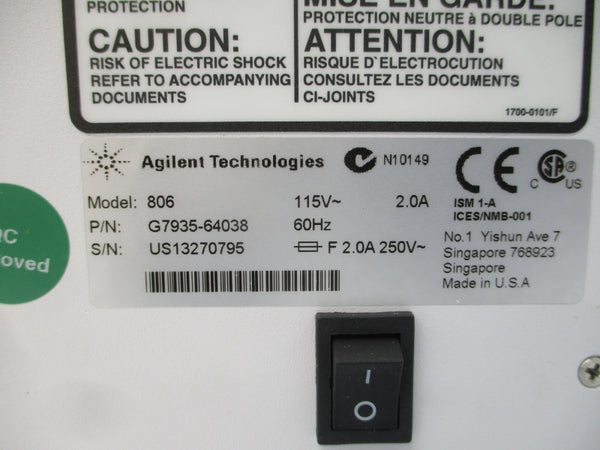 PROTECTION
MISE EN GARDE:
PROTECTION NEUTRE à DOUBLE POLE
CAUTION:
RISK OF ELECTRIC SHOCK
REFER TO ACCOMPANYING
DOCUMENTS
ATTENTION:
RISQUE D`ELECTROCUTION
CONSULTEZ LES DOCUMENTS
CI-JOINTS
1700-0101/F
Agilent Technologies
N10149
CE
C SA ® US
Model: 806 115V~ 2.0A
P/N: G7935-64038 60Hz
S/N: US13270795 F 2.0A 250V~
ISM 1-A
ICES/NMB-001
No.1 Yishun Ave 7
Singapore 768923
Singapore
Made in U.S.A
QC
I
O